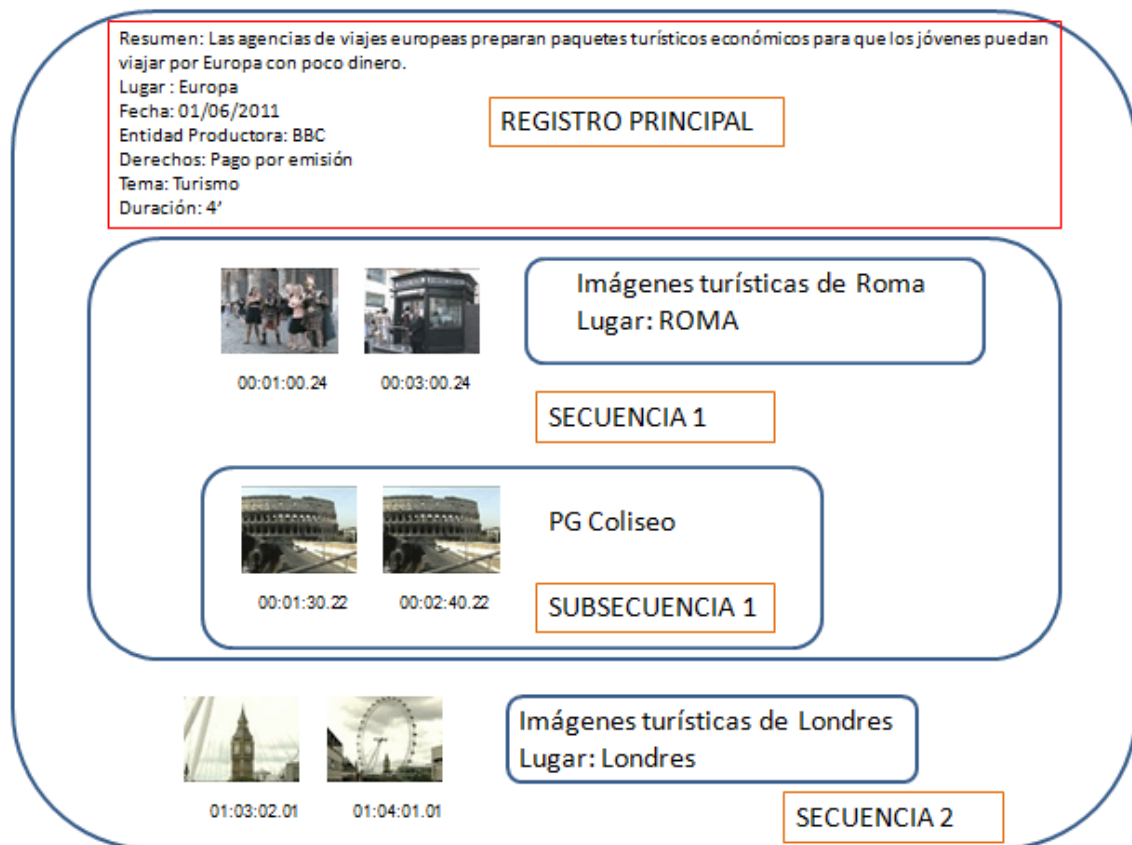 Resumen: Las agencias de viajes europeas preparan paquetes turísticos económicos para que los jóvenes puedan
viajar por Europa con poco dinero.
Lugar : Europa
Fecha: 01/06/2011
Entidad Productora: BBC
Derechos: Pago por emisión
Tema: Turismo
Duración: 4’
REGISTRO PRINCIPAL
Imágenes turísticas de Roma
Lugar: ROMA
00:01:00.24 00:03:00.24
SECUENCIA 1
PG Coliseo
00:01:30.22 00:02:40.22
SUBSECUENCIA 1
Imágenes turísticas de Londres
Lugar: Londres
01:03:02.01 01:04:01.01
SECUENCIA 2